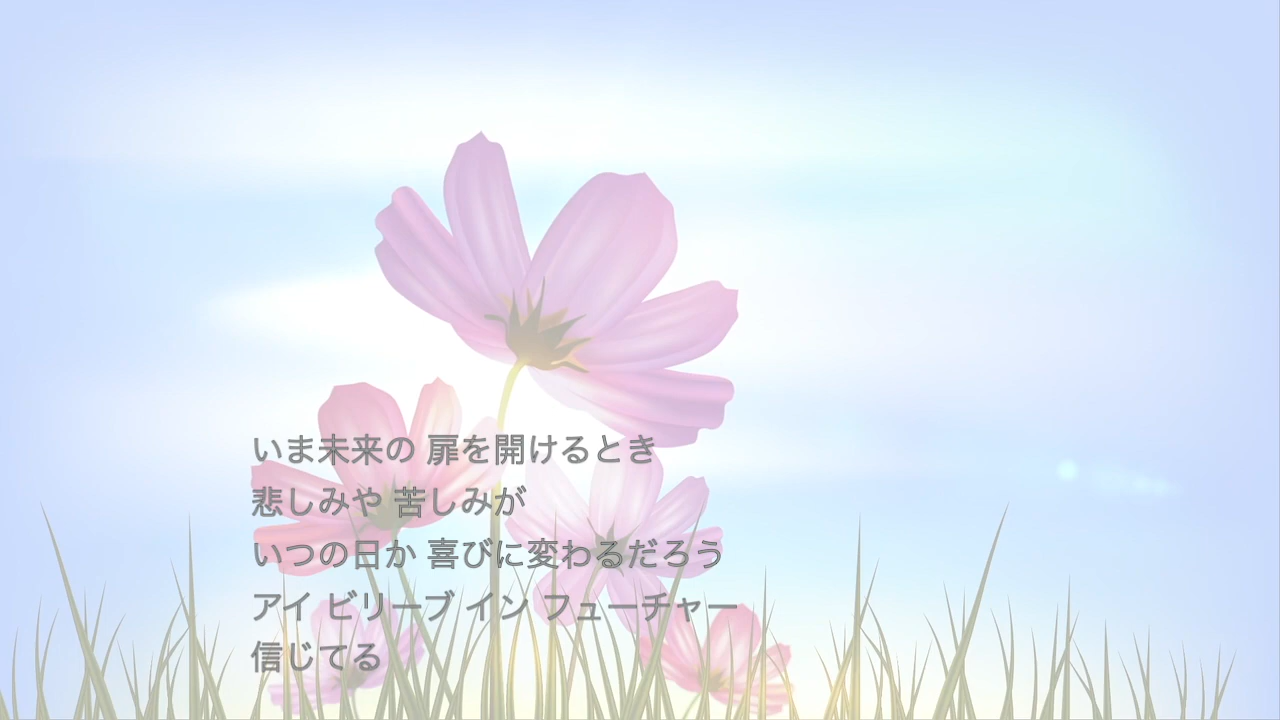 いま未来の 扉を開けるとき
悲しみや 苦しみが
いつの日か 喜びに変わるだろう
アイ ビリーブ イン フューチャー
信じてる